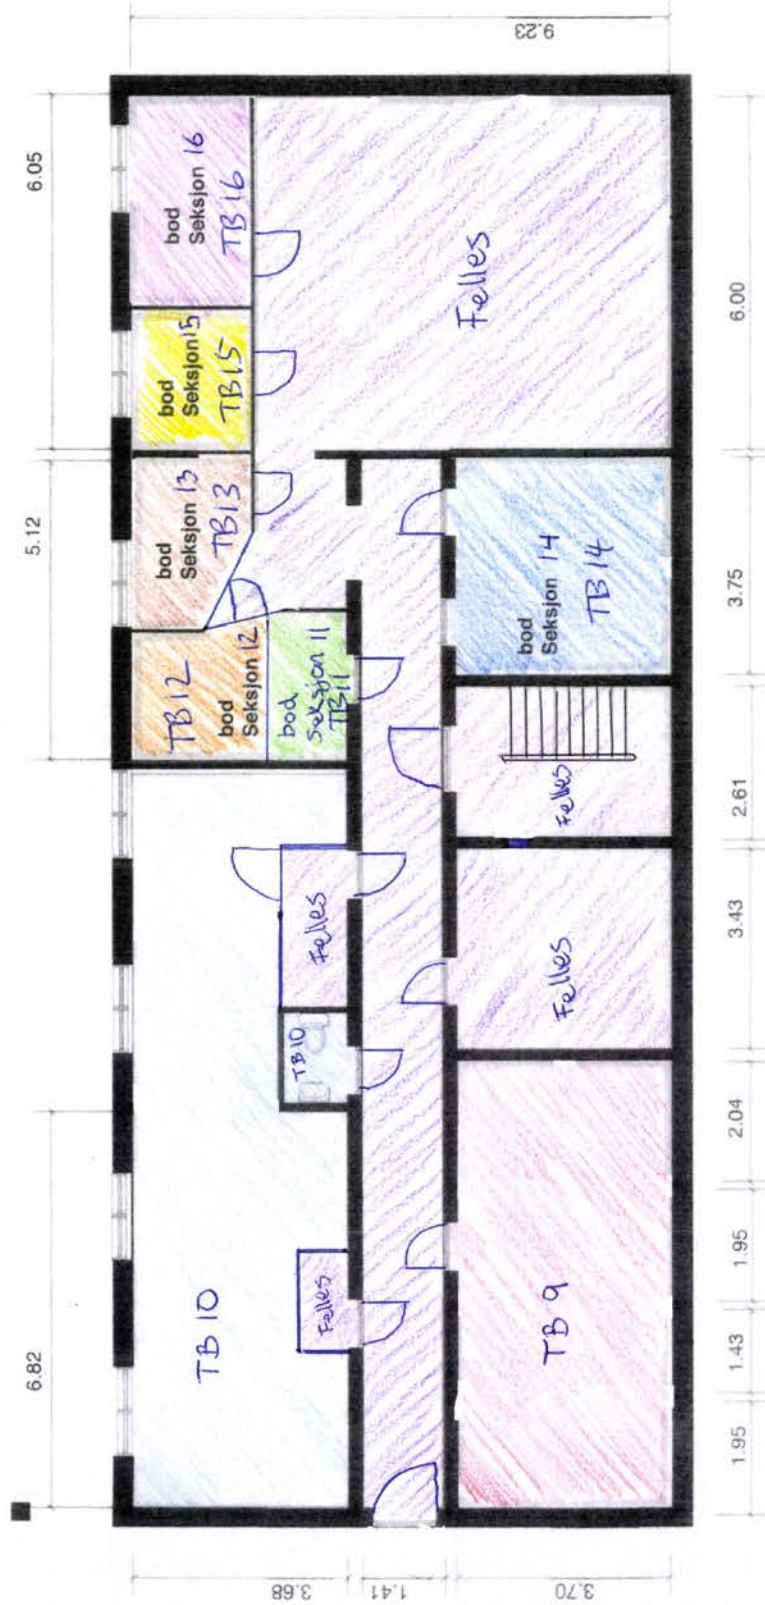 9.23
6.05
5.12
6.82
bod
Seksjon 16
TB16
bod
Seksjon 15
TB15
bod
Seksjon 13
TB13
TB12
bod
Seksjon 12
bod
Seksjon 11
TB11
Felles
bod
Seksjon 14
TB 14
Felles
Felles
TB10
Felles
Felles
TB 10
TB 9
6.00
3.75
2.61
3.43
2.04
1.95
1.43
1.95
3.68
1.41
3.70